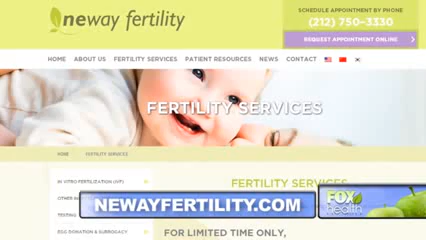 neway fertility
SCHEDULE APPOINTMENT BY PHONE
(212) 750-3330
REQUEST APPOINTMENT ONLINE
HOME ABOUT US FERTILITY SERVICES PATIENT RESOURCES NEWS CONTACT
FERTILITY SERVICES
HOME FERTILITY SERVICES
IN VITRO FERTILIZATION (IVF)
FERTILITY SERVICES
OTHER
NEWAYFERTILITY.COM
FOX
health
TESTING
EGG DONATION & SURROGACY
FOR LIMITED TIME ONLY,